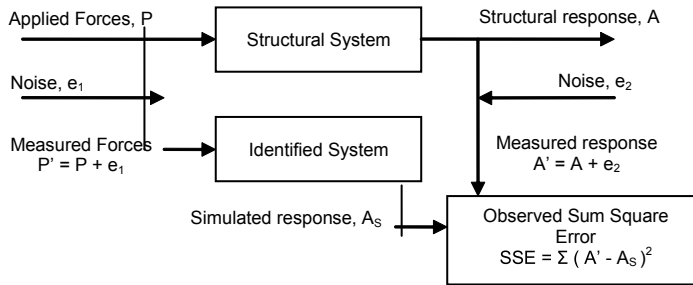 Applied Forces, P
Structural response, A
Structural System
Noise, e₁
Noise, e₂
Measured Forces
P' = P + e₁
Identified System
Measured response
A' = A + e₂
Simulated response, Aₛ
Observed Sum Square
Error
SSE = Σ ( A' - Aₛ )²